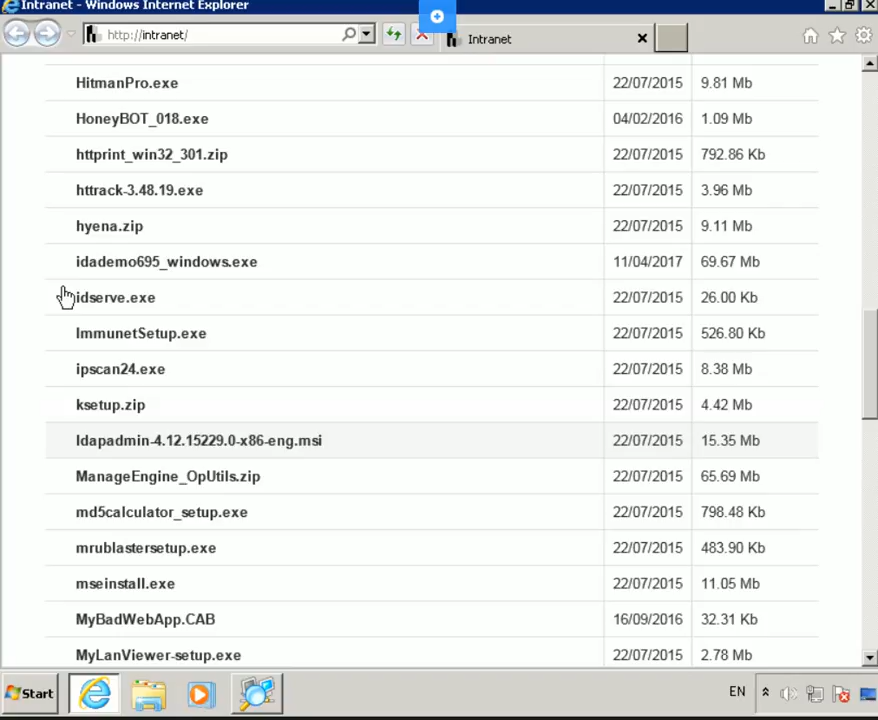 Intranet - Windows Internet Explorer
http://intranet/
Intranet
HitmanPro.exe 22/07/2015 9.81 Mb
HoneyBOT_018.exe 04/02/2016 1.09 Mb
httprint_win32_301.zip 22/07/2015 792.86 Kb
httrack-3.48.19.exe 22/07/2015 3.96 Mb
hyena.zip 22/07/2015 9.11 Mb
idademo695_windows.exe 11/04/2017 69.67 Mb
idserve.exe 22/07/2015 26.00 Kb
ImmunetSetup.exe 22/07/2015 526.80 Kb
ipscan24.exe 22/07/2015 8.38 Mb
ksetup.zip 22/07/2015 4.42 Mb
ldapadmin-4.12.15229.0-x86-eng.msi 22/07/2015 15.35 Mb
ManageEngine_OpUtils.zip 22/07/2015 65.69 Mb
md5calculator_setup.exe 22/07/2015 798.48 Kb
mrublastersetup.exe 22/07/2015 483.90 Kb
mseinstall.exe 22/07/2015 11.05 Mb
MyBadWebApp.CAB 16/09/2016 32.31 Kb
MyLanViewer-setup.exe 22/07/2015 2.78 Mb
Start
EN